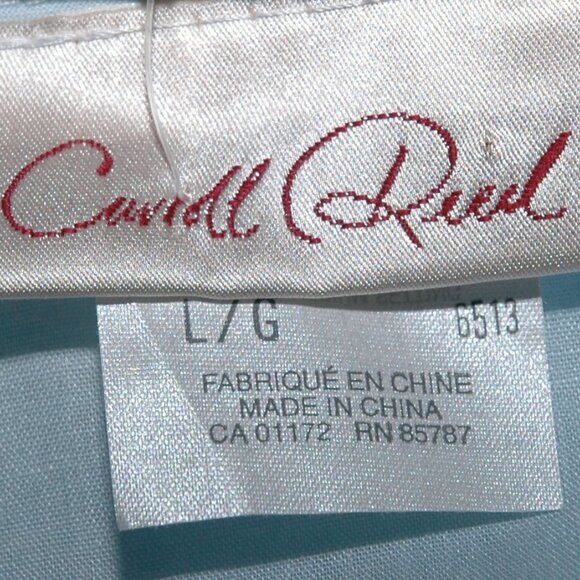 Carroll Reed
L/G 6513
FABRIQUÉ EN CHINE
MADE IN CHINA
CA 01172 RN 85787